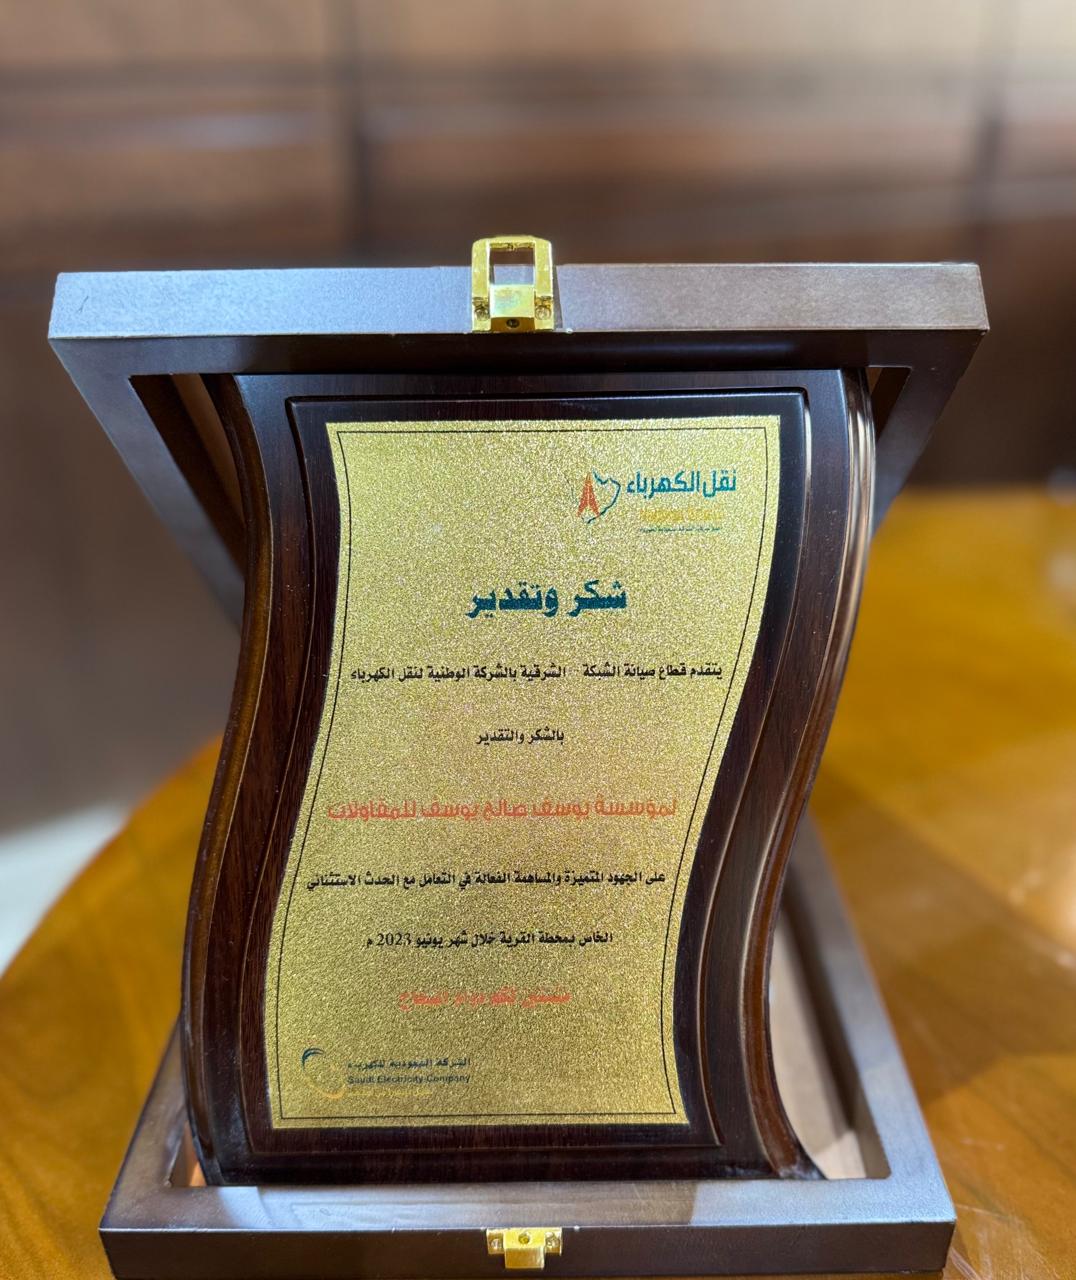 نقل الكهرباء
شكر وتقدير
يتقدم قطاع صيانة الشبكة - الشرقية بالشركة الوطنية لنقل الكهرباء
بالشكر والتقدير
لمؤسسة يوسف صالح يوسف للمقاولات
على الجهود المتميزة والمساهمة الفعالة في التعامل مع الحدث الاستثنائي
الخاص بمحطة القرية خلال شهر يونيو 2023 م
متمنين لكم دوام النجاح
الشركة السعودية للكهرباء
Saudi Electricity Company